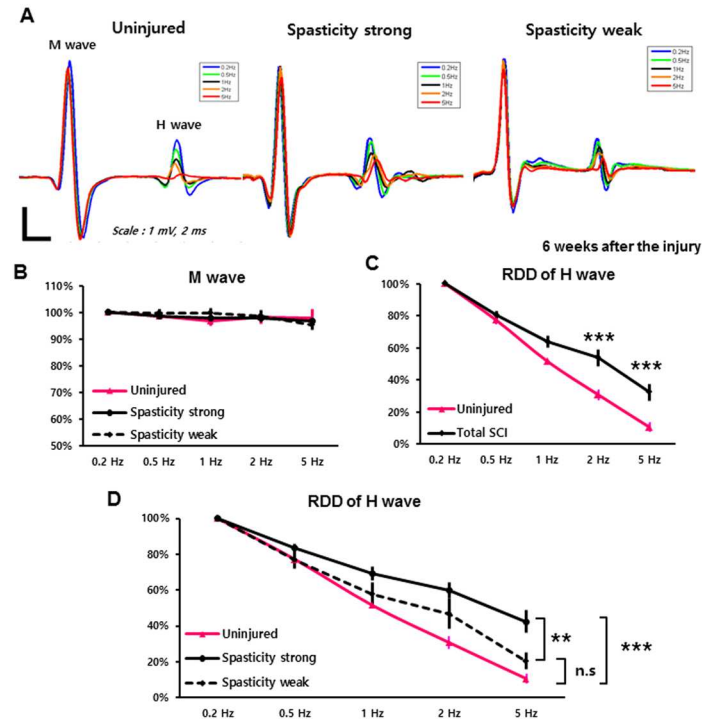 A
Uninjured
Spasticity strong
Spasticity weak
M wave
H wave
0.2Hz
0.5Hz
1Hz
2Hz
5Hz
0.2Hz
0.5Hz
1Hz
2Hz
5Hz
0.2Hz
0.5Hz
1Hz
2Hz
5Hz
Scale : 1 mV, 2 ms
6 weeks after the injury
B
M wave
110%
100%
90%
80%
70%
60%
50%
Uninjured
Spasticity strong
Spasticity weak
0.2 Hz 0.5 Hz 1 Hz 2 Hz 5 Hz
C
RDD of H wave
100%
80%
60%
40%
20%
0%
***
***
Uninjured
Total SCI
0.2 Hz 0.5 Hz 1 Hz 2 Hz 5 Hz
D
RDD of H wave
100%
80%
60%
40%
20%
0%
Uninjured
Spasticity strong
Spasticity weak
**
***
n.s
0.2 Hz 0.5 Hz 1 Hz 2 Hz 5 Hz